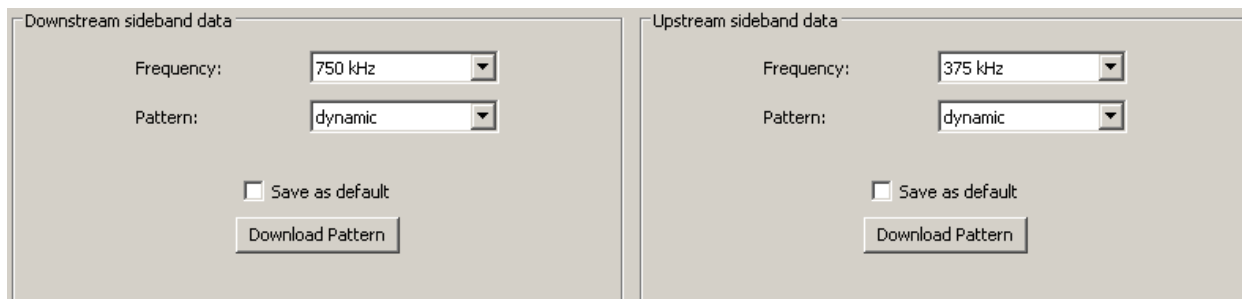 Downstream sideband data
Frequency: 750 kHz
Pattern: dynamic
Save as default
Download Pattern
Upstream sideband data
Frequency: 375 kHz
Pattern: dynamic
Save as default
Download Pattern